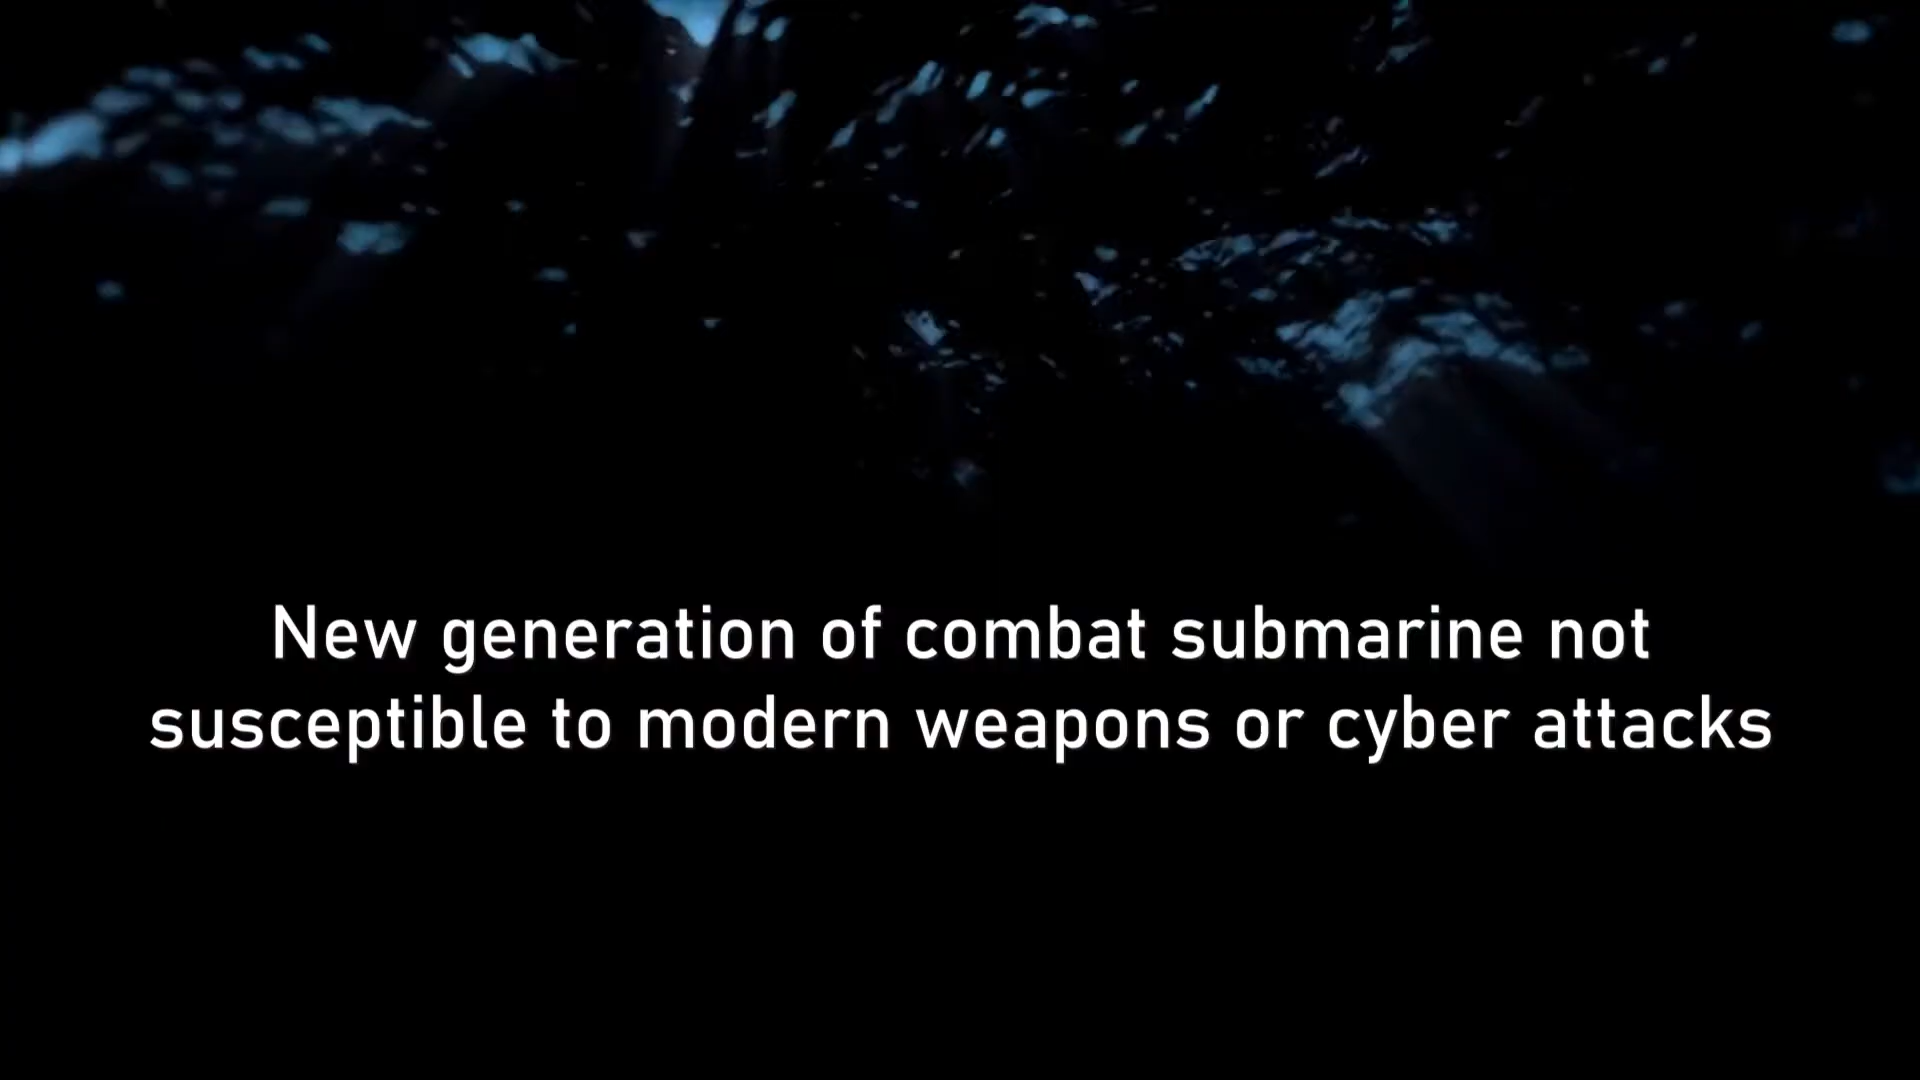 New generation of combat submarine not
susceptible to modern weapons or cyber attacks